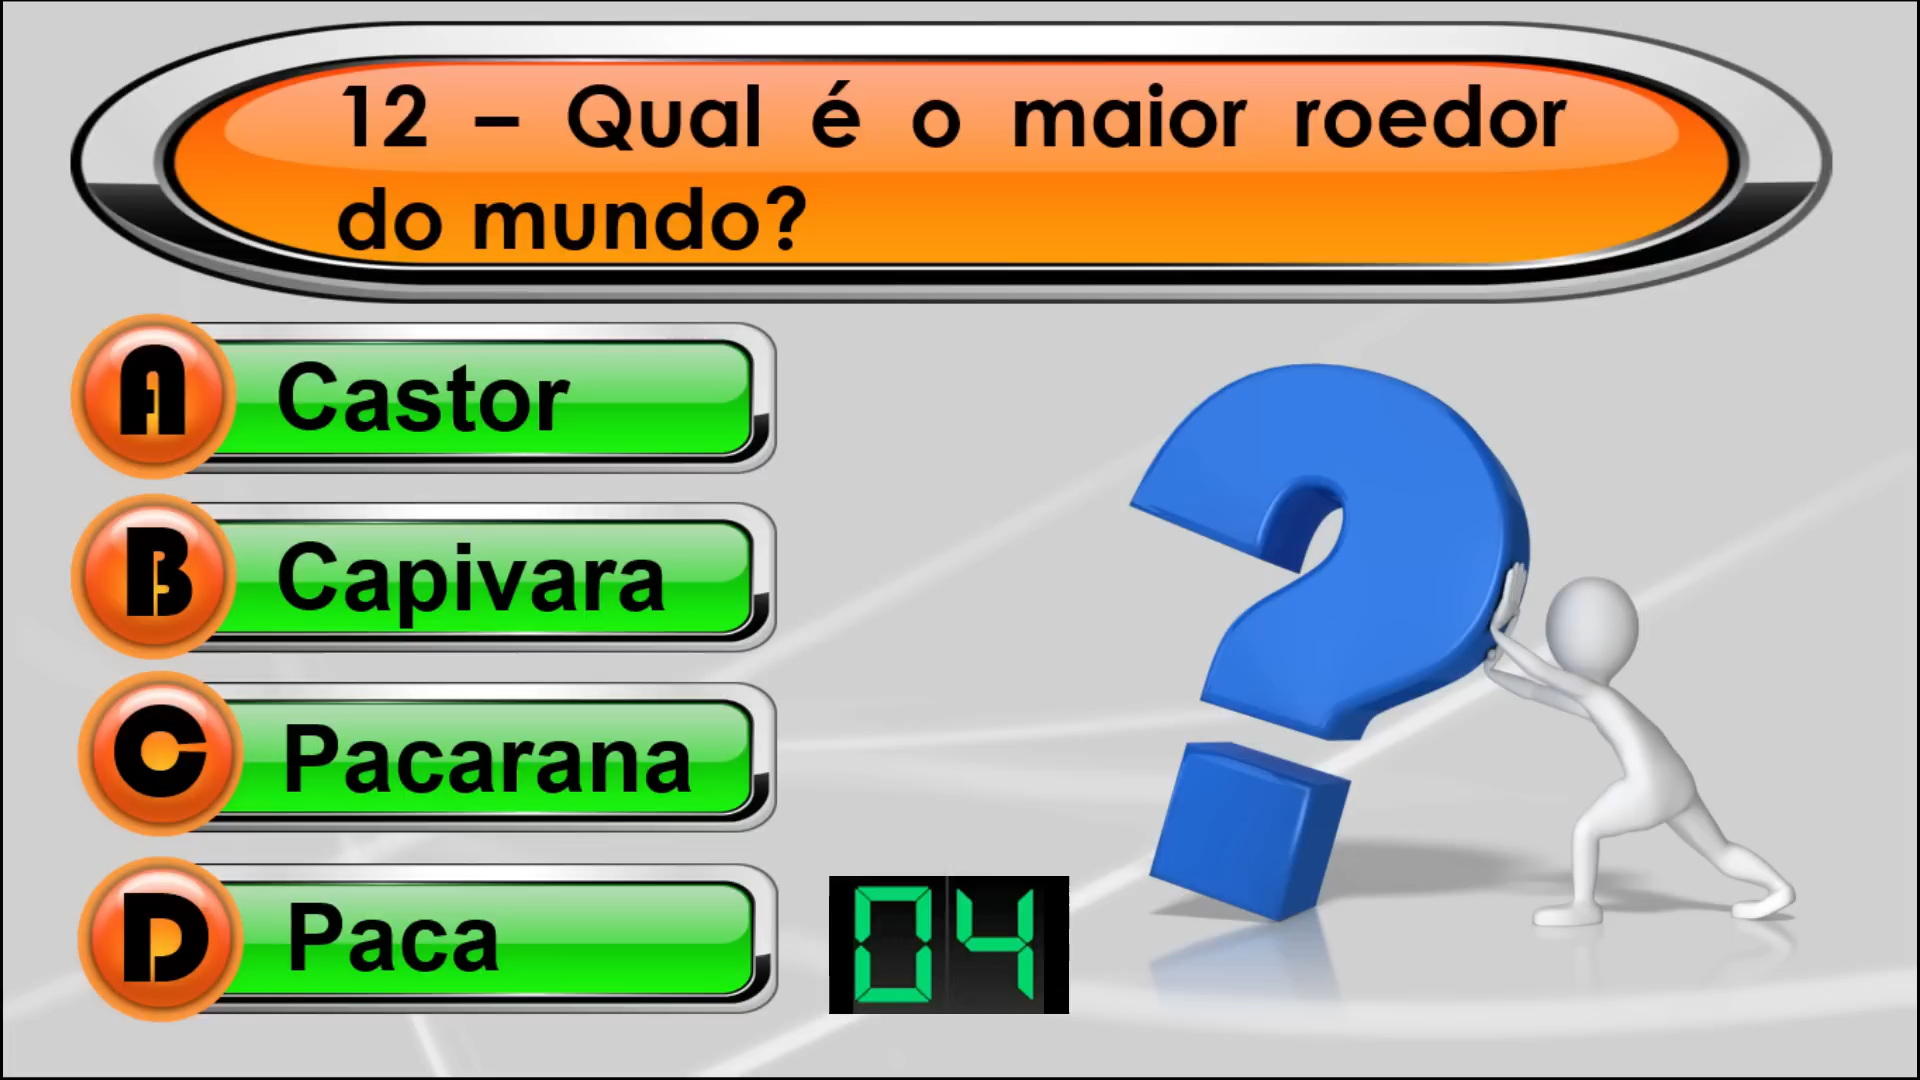 12 – Qual é o maior roedor
do mundo?
A Castor
B Capivara
C Pacarana
D Paca
04